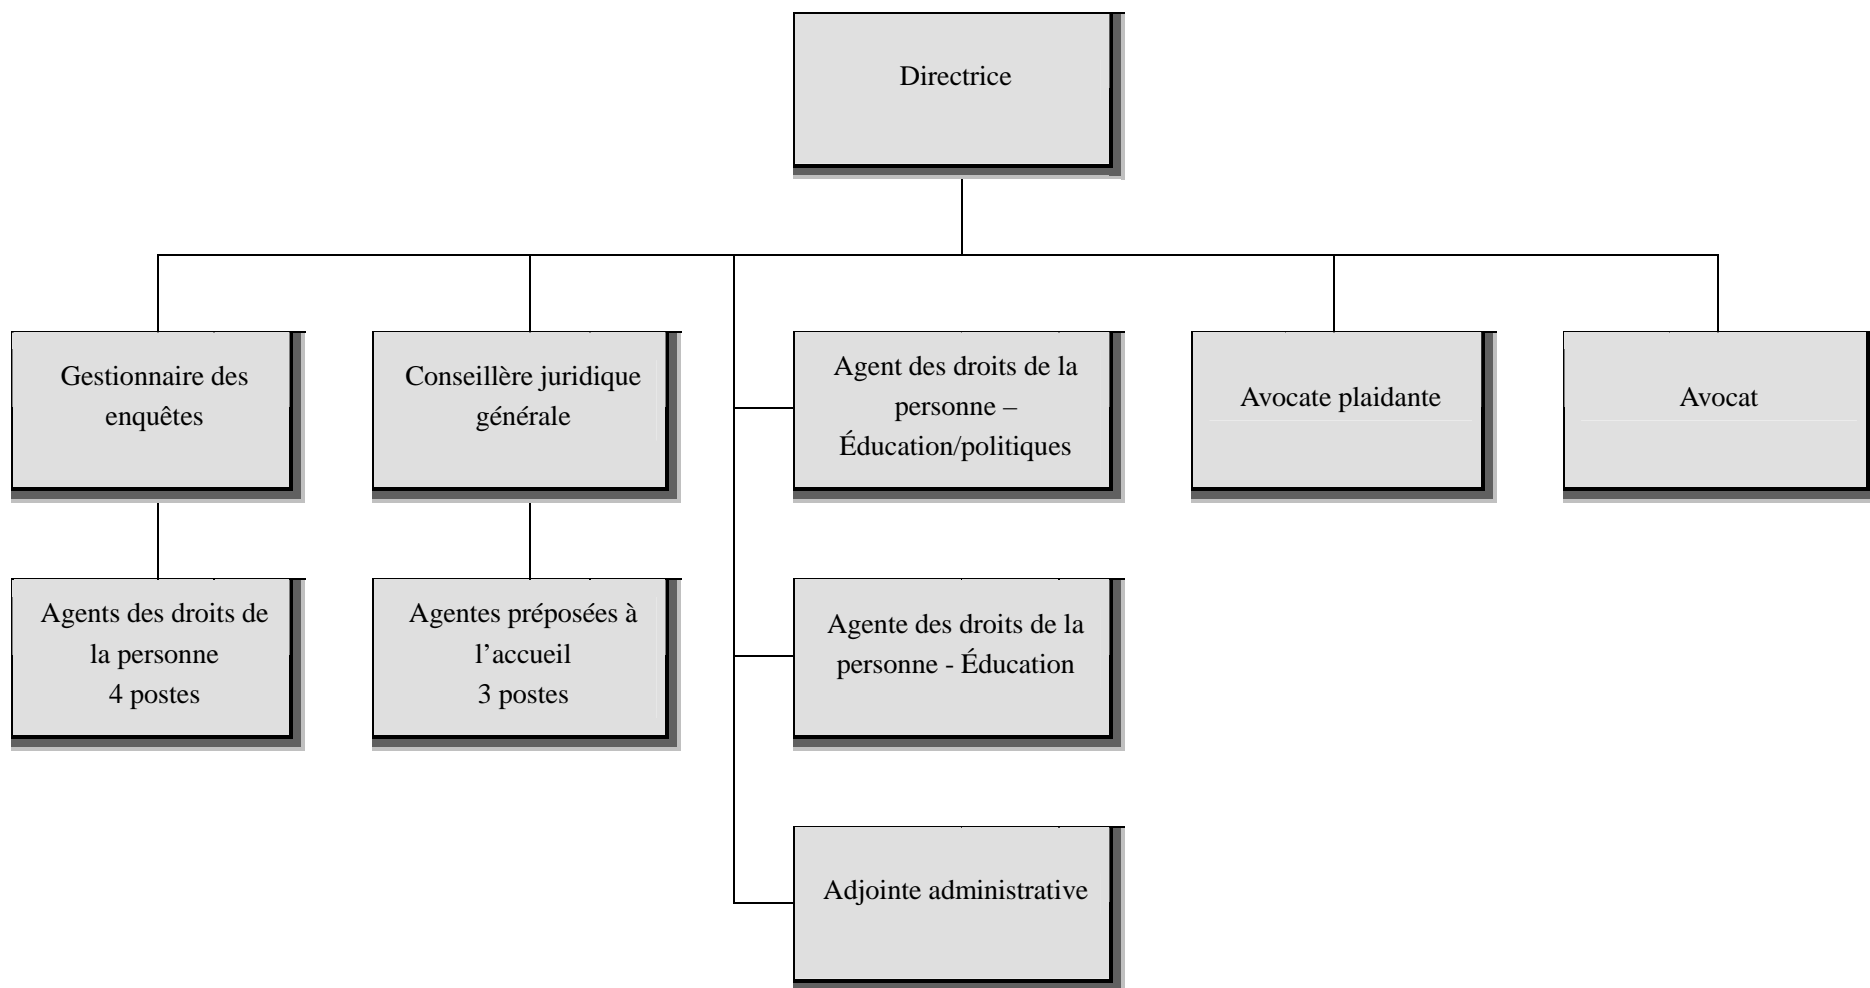 Directrice
Gestionnaire des
enquêtes
Conseillère juridique
générale
Agent des droits de la
personne –
Éducation/politiques
Avocate plaidante
Avocat
Agents des droits de
la personne
4 postes
Agentes préposées à
l’accueil
3 postes
Agente des droits de la
personne - Éducation
Adjointe administrative